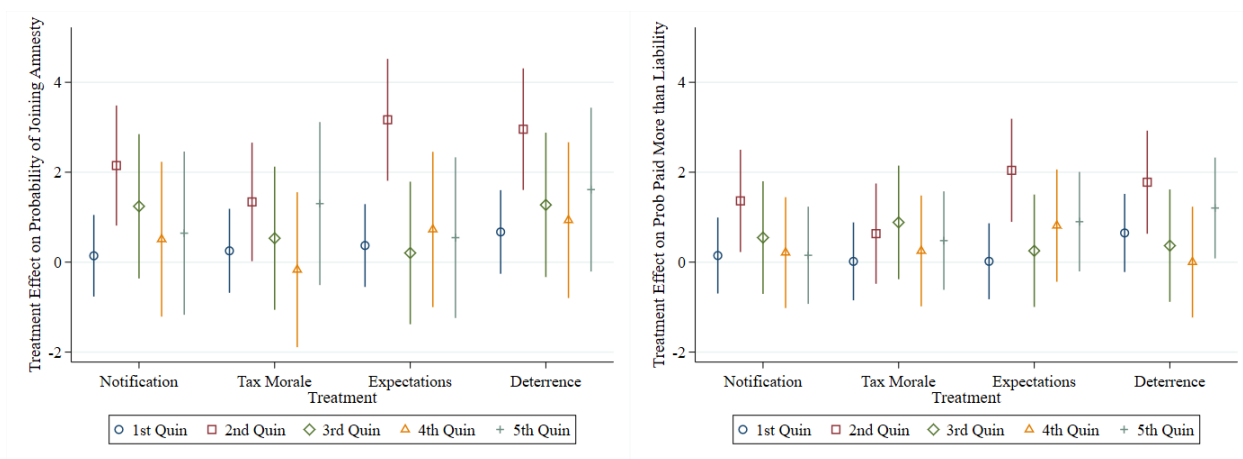 Treatment Effect on Probability of Joining Amnesty
4
2
0
-2
Notification Tax Morale Expectations Deterrence
Treatment
1st Quin 2nd Quin 3rd Quin 4th Quin 5th Quin
Treatment Effect on Prob Paid More than Liability
4
2
0
-2
Notification Tax Morale Expectations Deterrence
Treatment
1st Quin 2nd Quin 3rd Quin 4th Quin 5th Quin